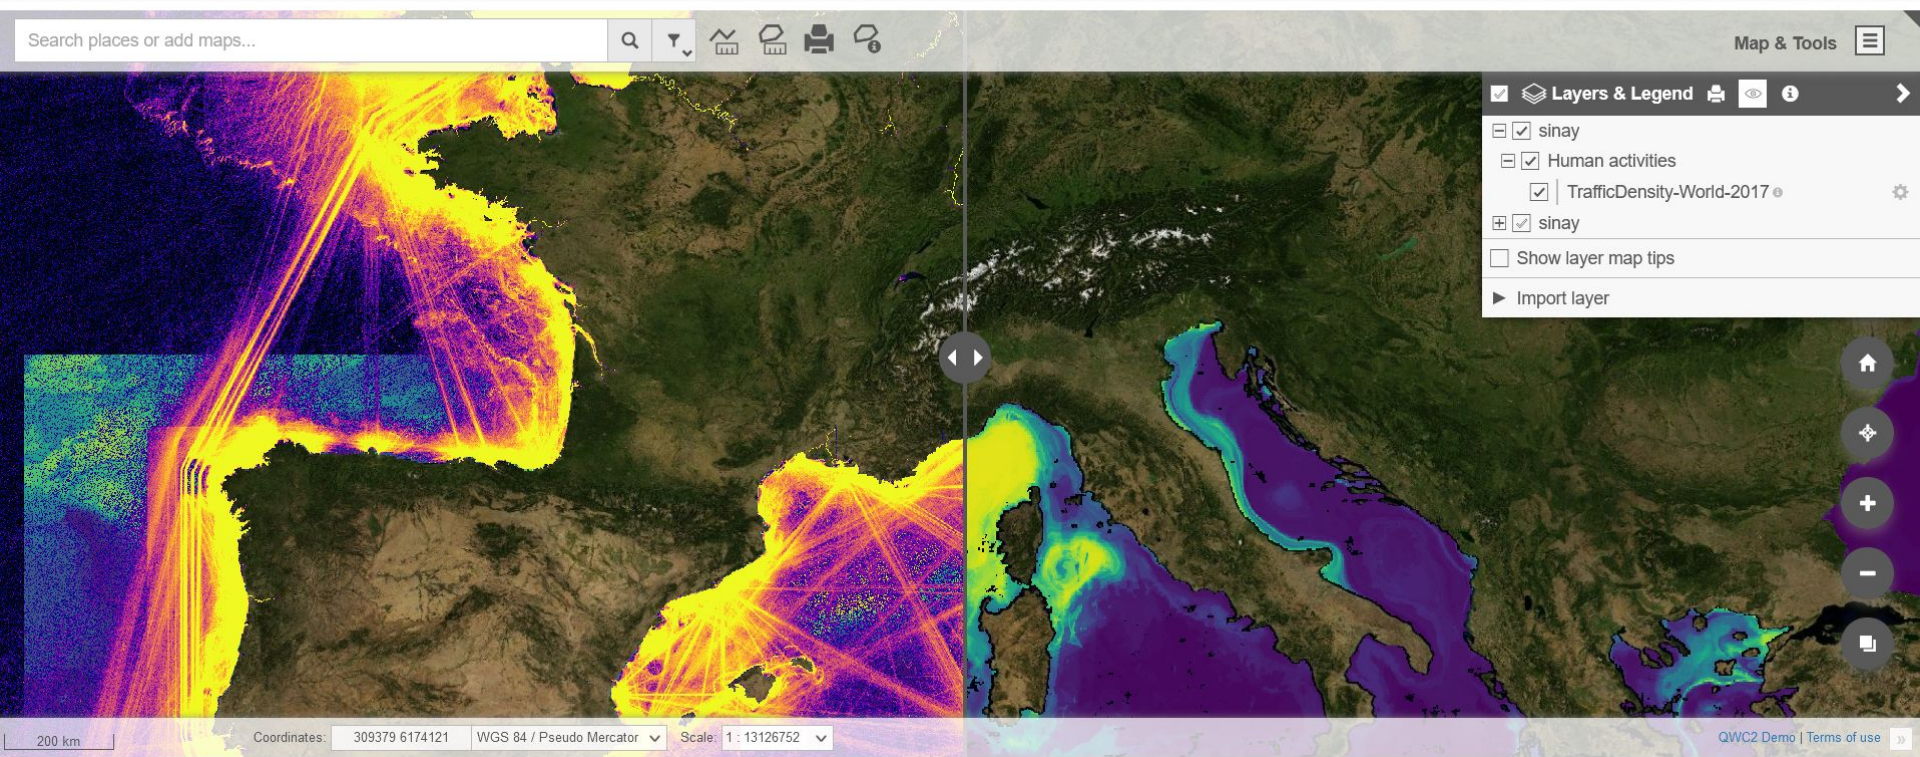 Search places or add maps...
Map & Tools
Layers & Legend
sinay
Human activities
TrafficDensity-World-2017
sinay
Show layer map tips
Import layer
200 km
Coordinates: 309379 6174121 WGS 84 / Pseudo Mercator Scale: 1 : 13126752
QWC2 Demo | Terms of use »